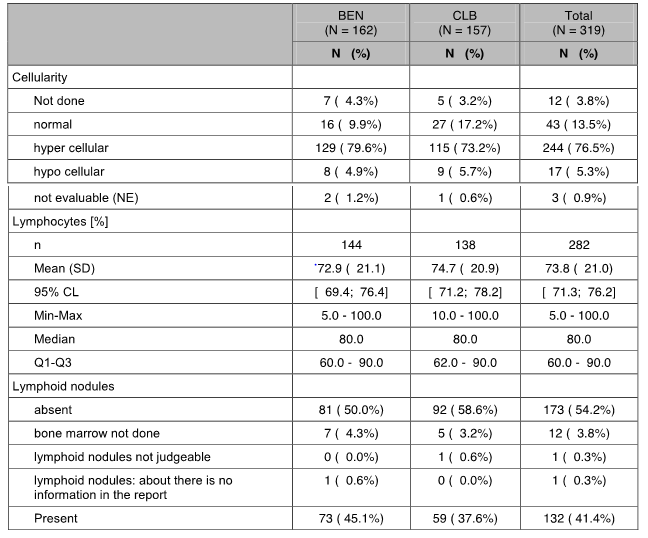 BEN CLB Total
(N = 162) (N = 157) (N = 319)
N (%) N (%) N (%)
Cellularity
Not done 7 ( 4.3%) 5 ( 3.2%) 12 ( 3.8%)
normal 16 ( 9.9%) 27 ( 17.2%) 43 ( 13.5%)
hyper cellular 129 ( 79.6%) 115 ( 73.2%) 244 ( 76.5%)
hypo cellular 8 ( 4.9%) 9 ( 5.7%) 17 ( 5.3%)
not evaluable (NE) 2 ( 1.2%) 1 ( 0.6%) 3 ( 0.9%)
Lymphocytes [%]
n 144 138 282
Mean (SD) 72.9 ( 21.1) 74.7 ( 20.9) 73.8 ( 21.0)
95% CL [ 69.4; 76.4] [ 71.2; 78.2] [ 71.3; 76.2]
Min-Max 5.0 - 100.0 10.0 - 100.0 5.0 - 100.0
Median 80.0 80.0 80.0
Q1-Q3 60.0 - 90.0 62.0 - 90.0 60.0 - 90.0
Lymphoid nodules
absent 81 ( 50.0%) 92 ( 58.6%) 173 ( 54.2%)
bone marrow not done 7 ( 4.3%) 5 ( 3.2%) 12 ( 3.8%)
lymphoid nodules not judgeable 0 ( 0.0%) 1 ( 0.6%) 1 ( 0.3%)
lymphoid nodules: about there is no 1 ( 0.6%) 0 ( 0.0%) 1 ( 0.3%)
information in the report
Present 73 ( 45.1%) 59 ( 37.6%) 132 ( 41.4%)